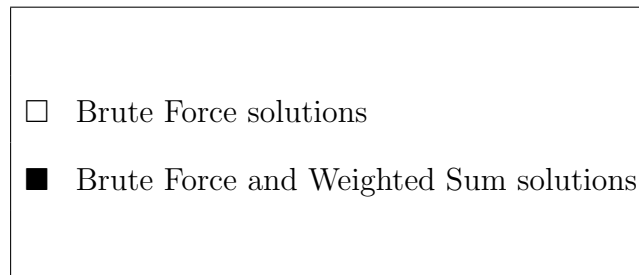 □ Brute Force solutions
■ Brute Force and Weighted Sum solutions